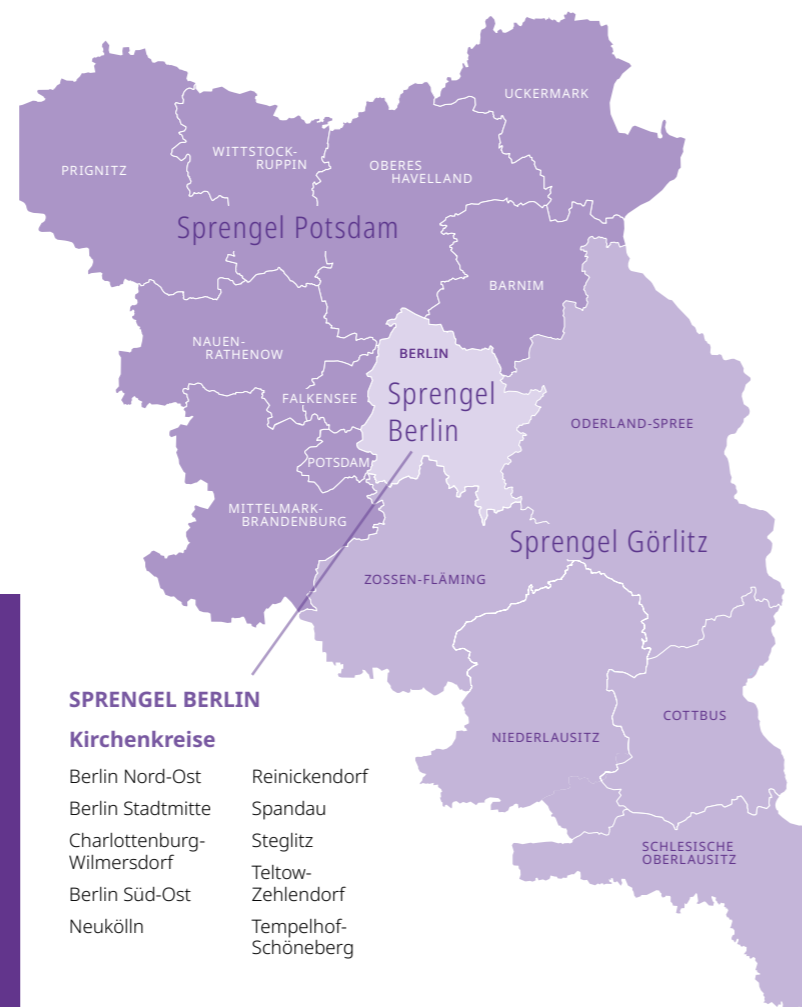 UCKERMARK
WITTSTOCK-
RUPPIN
PRIGNITZ
OBERES
HAVELLAND
Sprengel Potsdam
BARNIM
NAUEN-
RATHENOW
BERLIN
FALKENSEE
Sprengel
Berlin
ODERLAND-SPREE
POTSDAM
MITTELMARK-
BRANDENBURG
Sprengel Görlitz
ZOSSEN-FLÄMING
COTTBUS
NIEDERLAUSITZ
SCHLESISCHE
OBERLAUSITZ
SPRENGEL BERLIN
Kirchenkreise
Berlin Nord-Ost
Berlin Stadtmitte
Charlottenburg-
Wilmersdorf
Berlin Süd-Ost
Neukölln
Reinickendorf
Spandau
Steglitz
Teltow-
Zehlendorf
Tempelhof-
Schöneberg